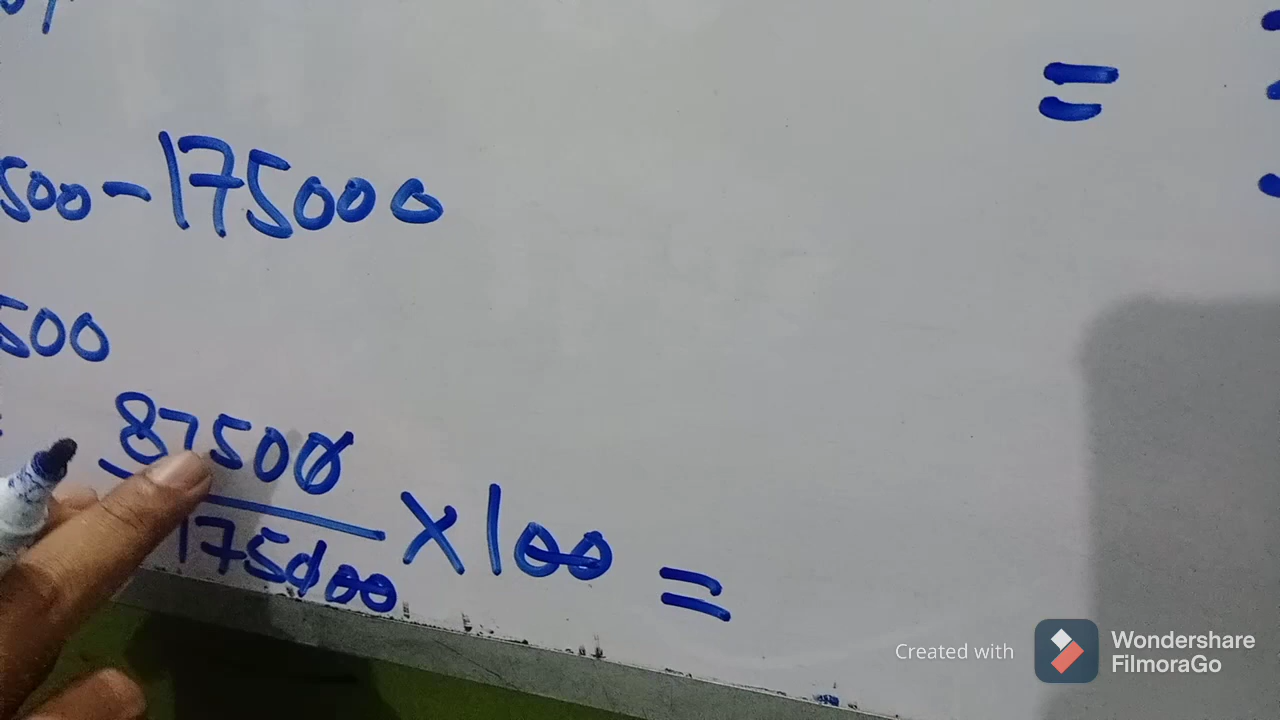 500 - 175000
=
500
87500
175000
× 100 =
Created with
Wondershare
FilmoraGo